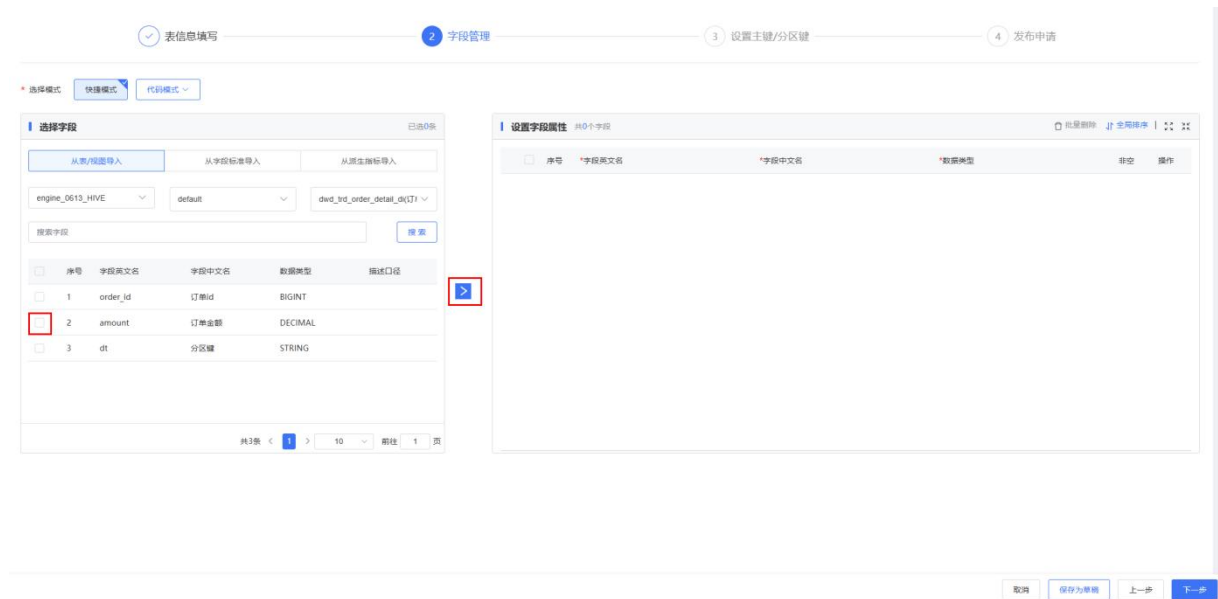 表信息填写 2 字段管理 3 设置主键/分区键 4 发布申请
* 选择模式 快捷模式 代码模式
选择字段 已选0条
从表/视图导入 从字段标准导入 从派生指标导入
engine_0613_HIVE default dwd_trd_order_detail_di(订
搜索字段 搜索
序号 字段英文名 字段中文名 数据类型 描述口径
1 order_id 订单id BIGINT
2 amount 订单金额 DECIMAL
3 dt 分区键 STRING
共3条 < 1 > 10 前往 1 页
>
设置字段属性 共0个字段 批量删除 全局排序
序号 *字段英文名 *字段中文名 *数据类型 非空 操作
取消 保存为草稿 上一步 下一步